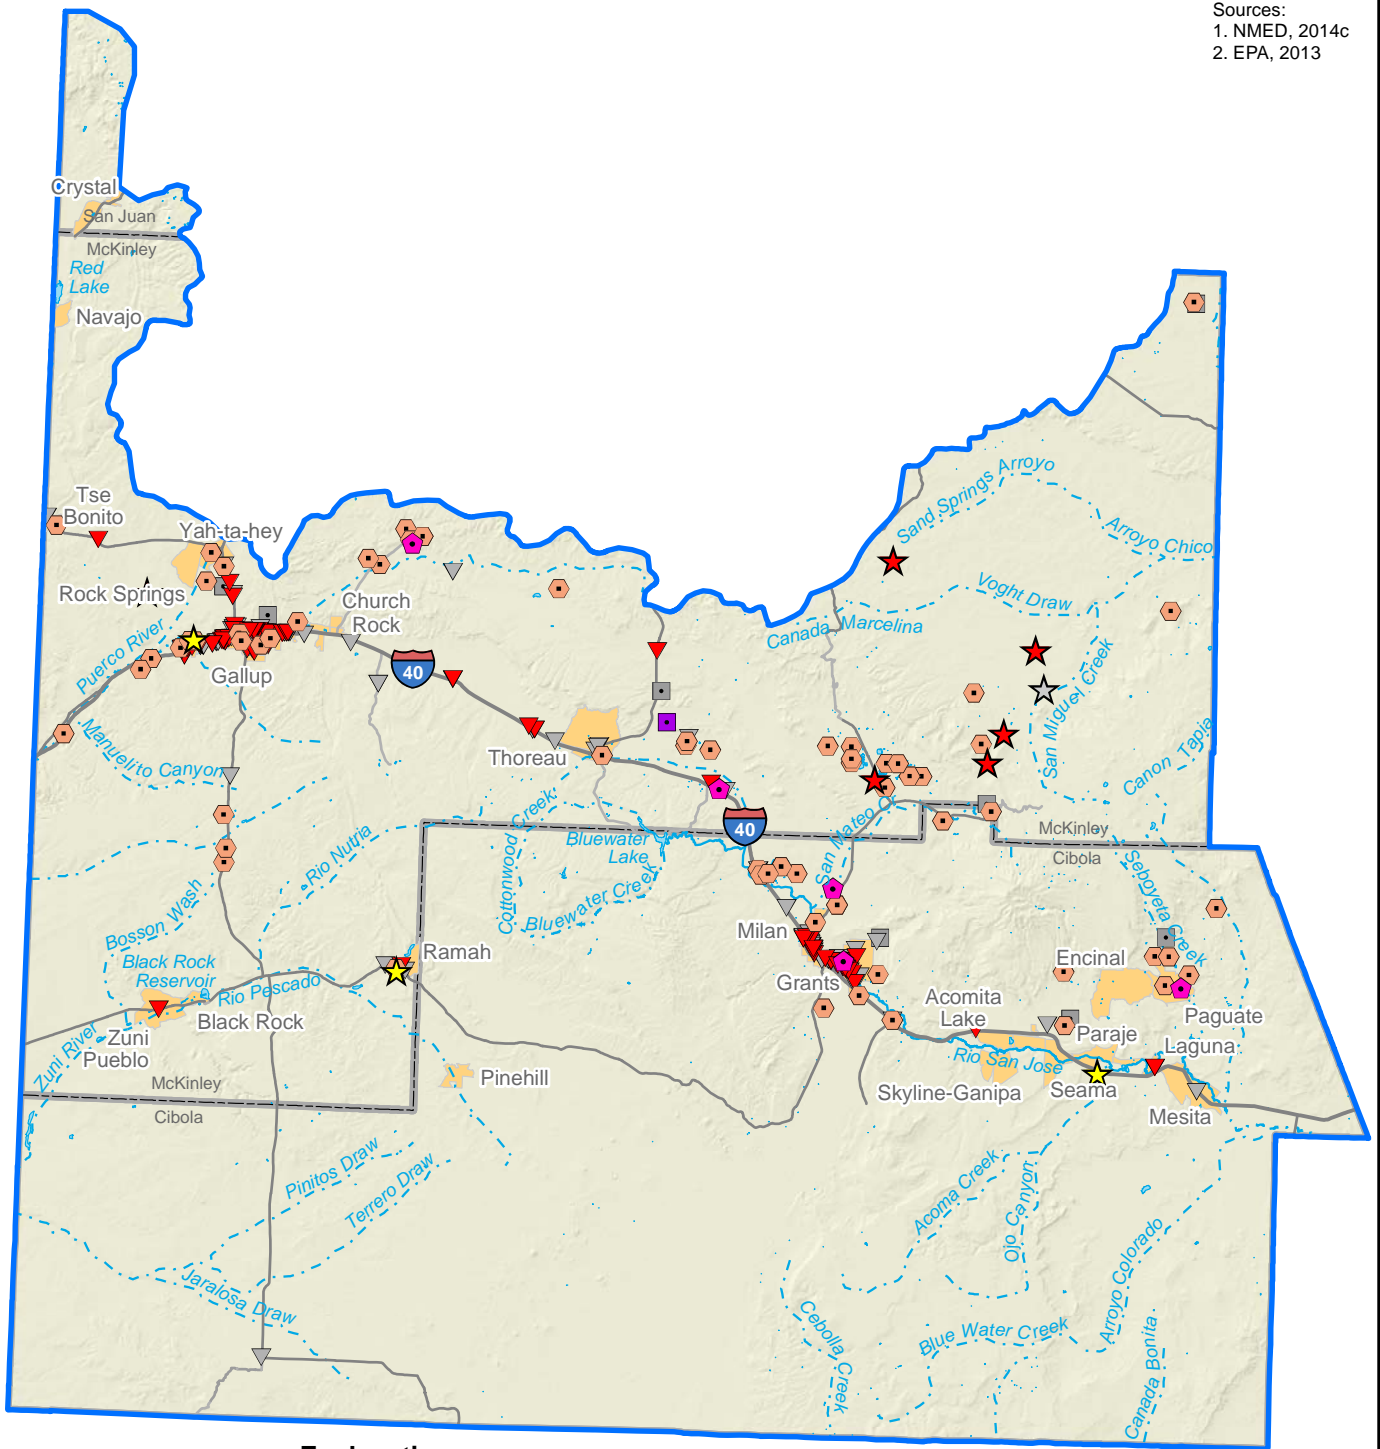 Sources:
1. NMED, 2014c
2. EPA, 2013
Crystal
San Juan
McKinley
Red
Lake
Navajo
Tse
Bonito
Yah-ta-hey
Rock Springs
Church
Rock
Puerco River
Gallup
40
Manuelito Canyon
Thoreau
Sand Springs Arroyo
Arroyo Chico
Voght Draw
Canada Marcelina
San Miguel Creek
Canon Tapia
40
McKinley
Cibola
San Mateo C
Cottonwood Creek
Bluewater
Lake
Bluewater Creek
Rio Nutria
Bosson Wash
Black Rock
Reservoir
Rio Pescado
Ramah
Black Rock
Zuni
Pueblo
Zuni River
McKinley
Cibola
Pinehill
Milan
Grants
Seboyeta Creek
Encinal
Acomita
Lake
Paguate
Paraje
Laguna
Rio San Jose
Skyline-Ganipa
Seama
Mesita
Pinitos Draw
Terrero Draw
Jaralosa Draw
Acoma Creek
Ojo Canyon
Arroyo Colorado
Cebolla Creek
Blue Water Creek
Canada Bonita